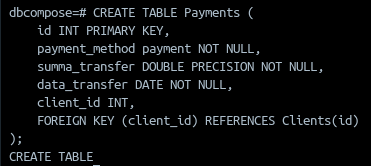 dbcompose=# CREATE TABLE Payments (
    id INT PRIMARY KEY,
    payment_method payment NOT NULL,
    summa_transfer DOUBLE PRECISION NOT NULL,
    data_transfer DATE NOT NULL,
    client_id INT,
    FOREIGN KEY (client_id) REFERENCES Clients(id)
);
CREATE TABLE